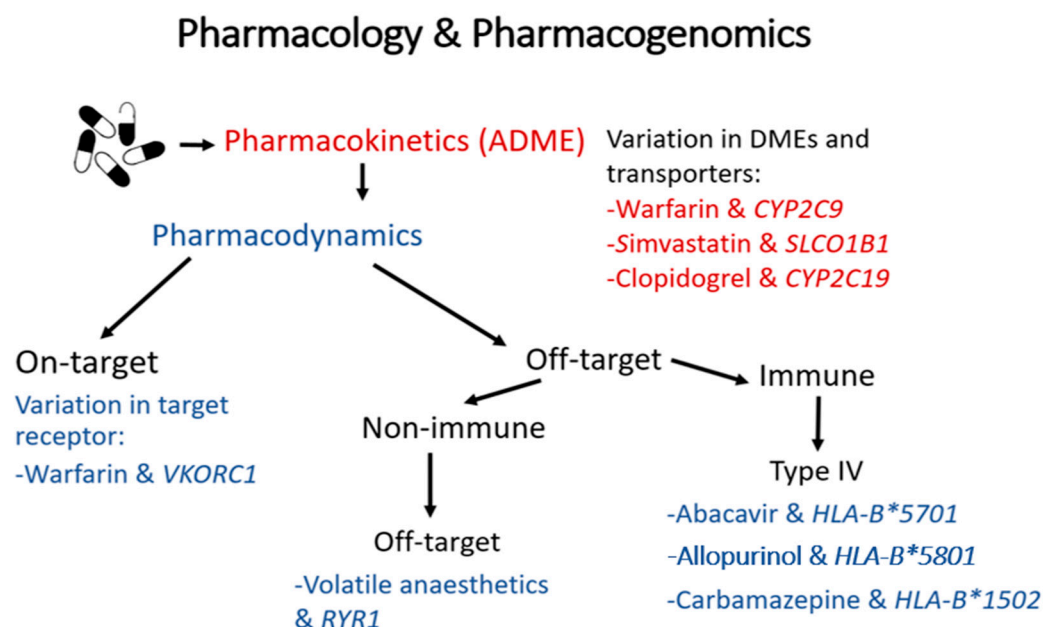 Pharmacology & Pharmacogenomics
Pharmacokinetics (ADME)
Variation in DMEs and
transporters:
-Warfarin & CYP2C9
-Simvastatin & SLCO1B1
-Clopidogrel & CYP2C19
Pharmacodynamics
On-target
Variation in target
receptor:
-Warfarin & VKORC1
Off-target
Non-immune
Off-target
-Volatile anaesthetics
& RYR1
Immune
Type IV
-Abacavir & HLA-B*5701
-Allopurinol & HLA-B*5801
-Carbamazepine & HLA-B*1502